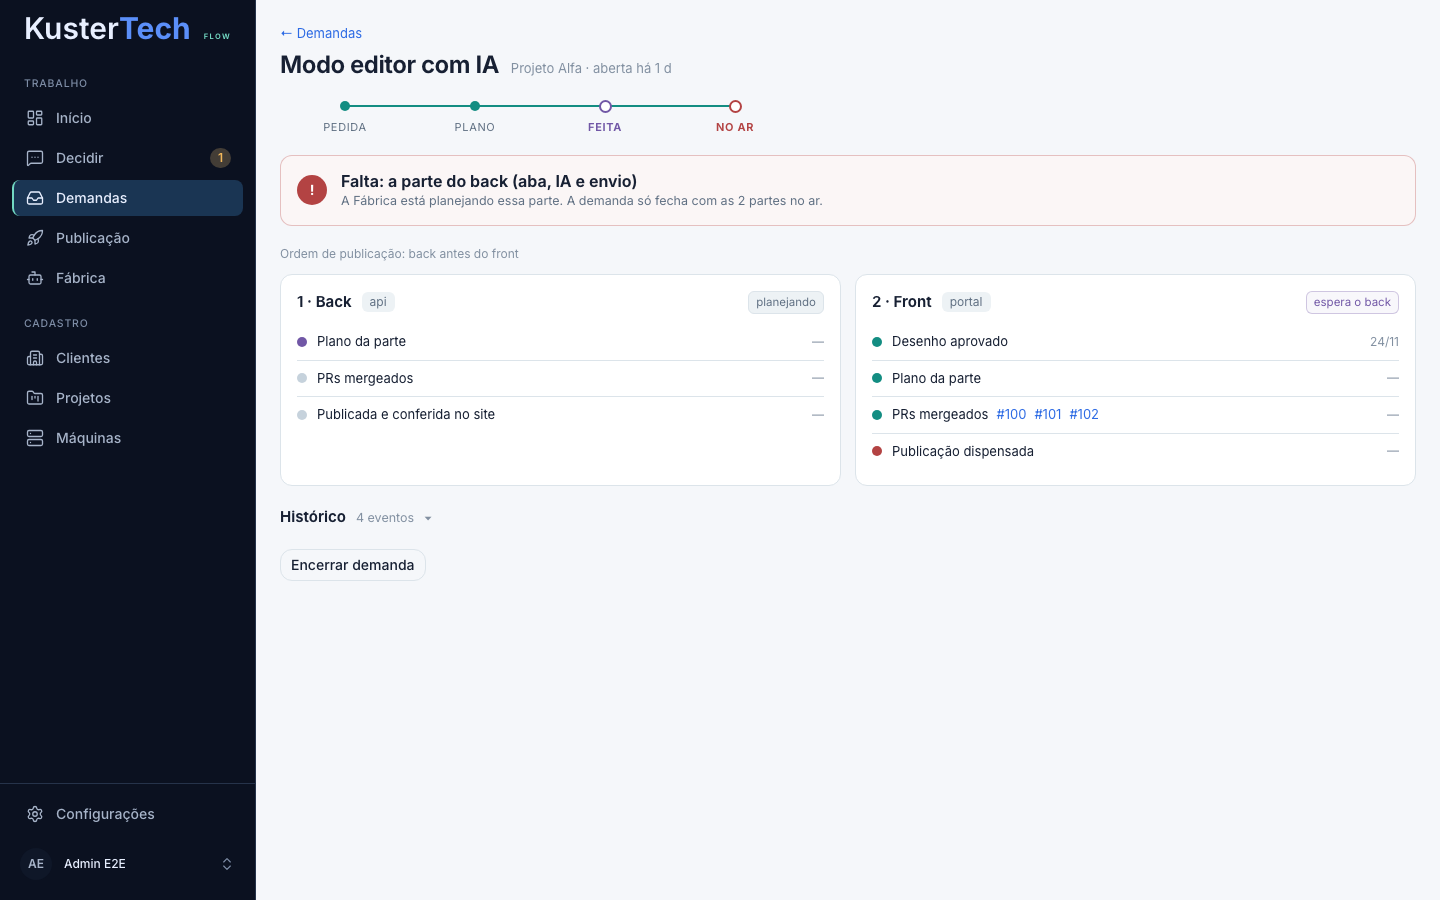 KusterTech FLOW
TRABALHO
Início
Decidir 1
Demandas
Publicação
Fábrica
CADASTRO
Clientes
Projetos
Máquinas
Configurações
AE Admin E2E
← Demandas
Modo editor com IA Projeto Alfa · aberta há 1 d
PEDIDA PLANO FEITA NO AR
! Falta: a parte do back (aba, IA e envio)
A Fábrica está planejando essa parte. A demanda só fecha com as 2 partes no ar.
Ordem de publicação: back antes do front
1 · Back api planejando
Plano da parte —
PRs mergeados —
Publicada e conferida no site —
2 · Front portal espera o back
Desenho aprovado 24/11
Plano da parte —
PRs mergeados #100 #101 #102 —
Publicação dispensada —
Histórico 4 eventos
Encerrar demanda